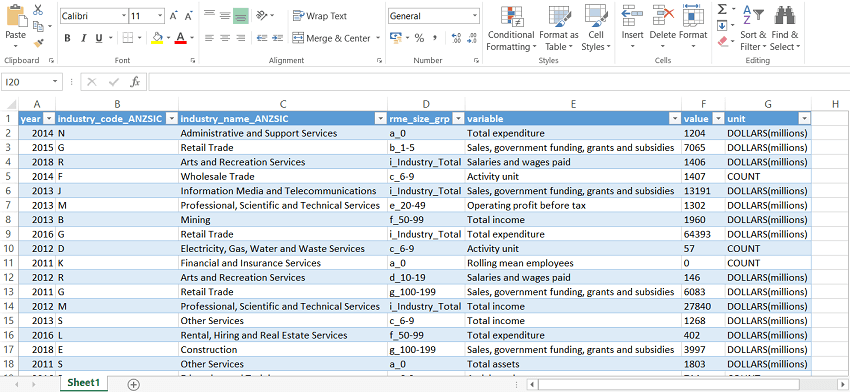 Calibri 11 A A Wrap Text General Σ
Paste B I U A Merge & Center $ % , Conditional Formatting Format as Table Cell Styles Insert Delete Format Sort & Filter Find & Select
Clipboard Font Alignment Number Styles Cells Editing
I20 fx
A B C D E F G H
1 year industry_code_ANZSIC industry_name_ANZSIC rme_size_grp variable value unit
2 2014 N Administrative and Support Services a_0 Total expenditure 1204 DOLLARS(millions)
3 2015 G Retail Trade b_1-5 Sales, government funding, grants and subsidies 7065 DOLLARS(millions)
4 2018 R Arts and Recreation Services i_Industry_Total Salaries and wages paid 1406 DOLLARS(millions)
5 2014 F Wholesale Trade c_6-9 Activity unit 1407 COUNT
6 2013 J Information Media and Telecommunications i_Industry_Total Sales, government funding, grants and subsidies 13191 DOLLARS(millions)
7 2013 M Professional, Scientific and Technical Services e_20-49 Operating profit before tax 1302 DOLLARS(millions)
8 2013 B Mining f_50-99 Total income 1960 DOLLARS(millions)
9 2016 G Retail Trade i_Industry_Total Total expenditure 64393 DOLLARS(millions)
10 2012 D Electricity, Gas, Water and Waste Services c_6-9 Activity unit 57 COUNT
11 2011 K Financial and Insurance Services a_0 Rolling mean employees 0 COUNT
12 2012 R Arts and Recreation Services d_10-19 Salaries and wages paid 146 DOLLARS(millions)
13 2011 G Retail Trade g_100-199 Sales, government funding, grants and subsidies 6083 DOLLARS(millions)
14 2012 M Professional, Scientific and Technical Services i_Industry_Total Total income 27840 DOLLARS(millions)
15 2013 S Other Services c_6-9 Total income 1268 DOLLARS(millions)
16 2016 L Rental, Hiring and Real Estate Services f_50-99 Total expenditure 402 DOLLARS(millions)
17 2018 E Construction g_100-199 Sales, government funding, grants and subsidies 3997 DOLLARS(millions)
18 2011 S Other Services a_0 Total assets 1803 DOLLARS(millions)
Sheet1